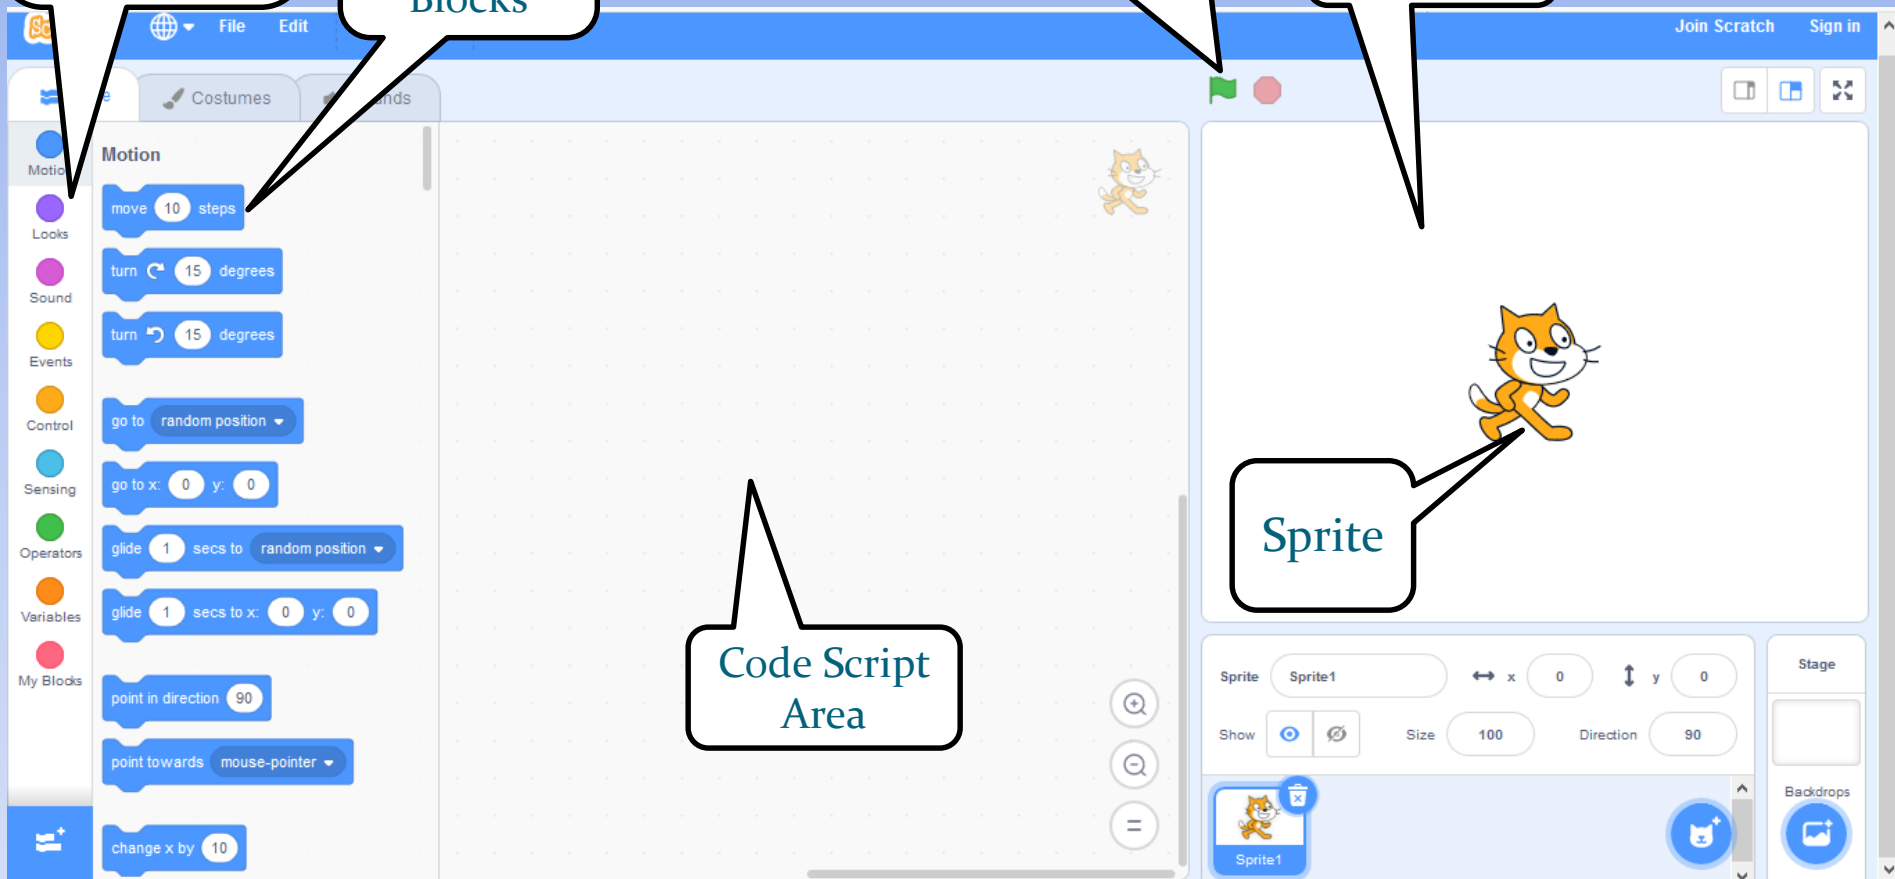 Blocks
File Edit
Join Scratch Sign in
Costumes
Motion
Motion
move 10 steps
Looks
turn 15 degrees
Sound
turn 15 degrees
Events
go to random position
Control
go to x: 0 y: 0
Sensing
glide 1 secs to random position
Operators
glide 1 secs to x: 0 y: 0
Variables
My Blocks
point in direction 90
point towards mouse-pointer
change x by 10
Code Script
Area
Sprite
Sprite Sprite1 x 0 y 0
Show Size 100 Direction 90
Sprite1
Stage
Backdrops